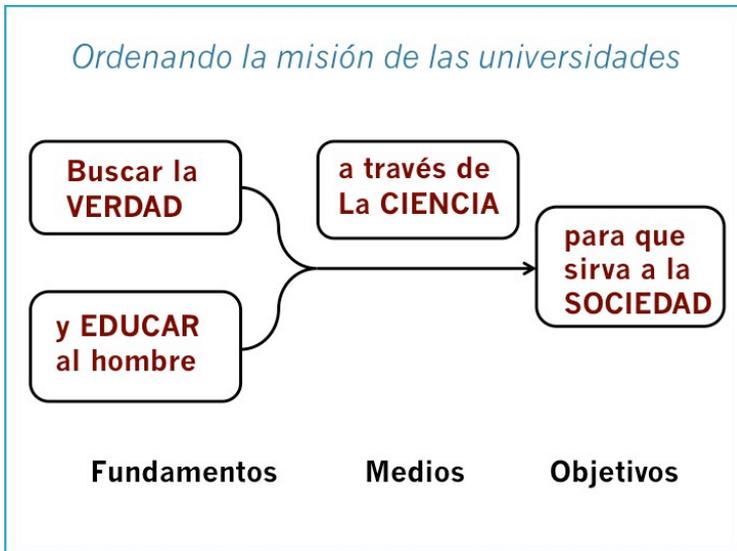 Ordenando la misión de las universidades
Buscar la
VERDAD
y EDUCAR
al hombre
a través de
La CIENCIA
para que
sirva a la
SOCIEDAD
Fundamentos
Medios
Objetivos